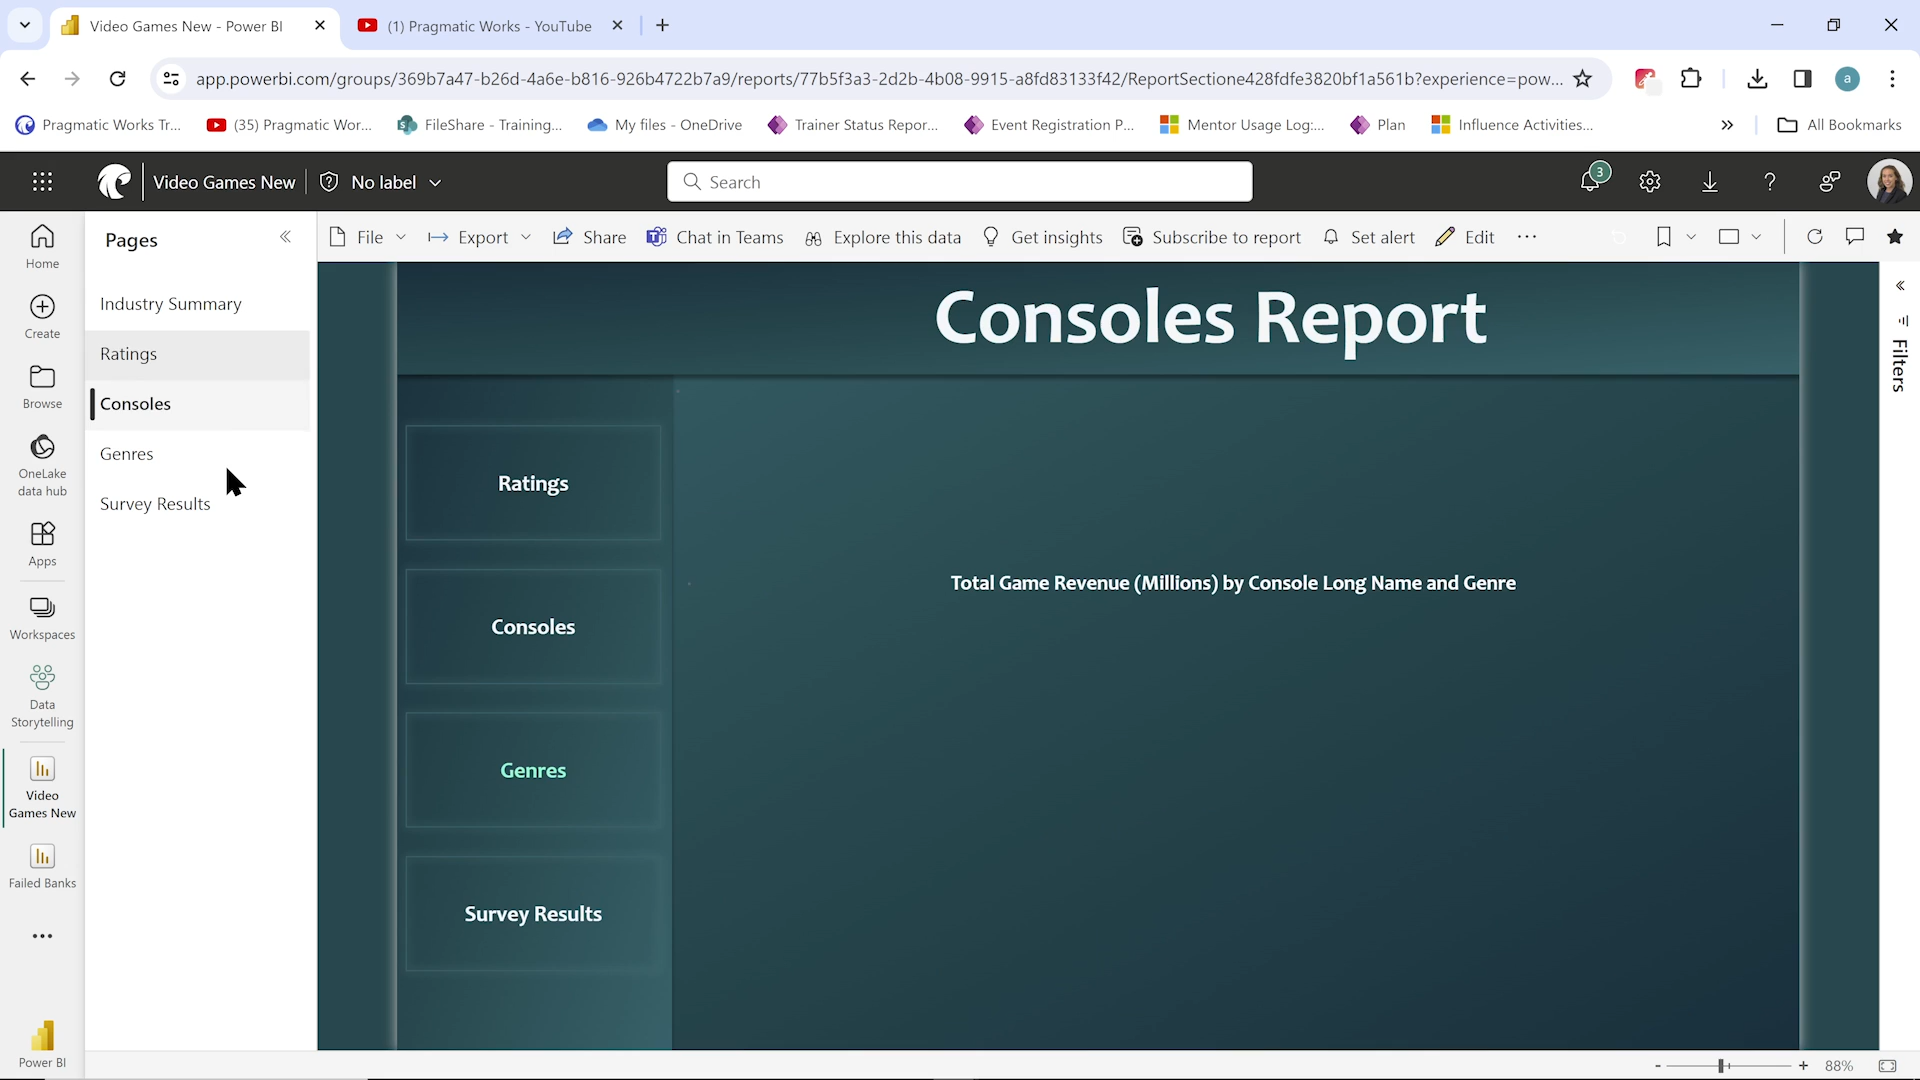 Video Games New - Power BI
(1) Pragmatic Works - YouTube
app.powerbi.com/groups/369b7a47-b26d-4a6e-b816-926b4722b7a9/reports/77b5f3a3-2d2b-4b08-9915-a8fd83133f42/ReportSectione428fdfe3820bf1a561b?experience=pow...
a
Pragmatic Works Tr...
(35) Pragmatic Wor...
FileShare - Training,...
My files - OneDrive
Trainer Status Repor...
Event Registration P...
Mentor Usage Log:...
Plan
Influence Activities...
All Bookmarks
Video Games New
No label
Search
3
Pages
File
Export
Share
Chat in Teams
Explore this data
Get insights
Subscribe to report
Set alert
Edit
Home
Create
Browse
OneLake
data hub
Apps
Workspaces
Data
Storytelling
Video
Games New
Failed Banks
Power BI
Industry Summary
Ratings
Consoles
Genres
Survey Results
Consoles Report
Ratings
Consoles
Genres
Survey Results
Total Game Revenue (Millions) by Console Long Name and Genre
Filters
- + 88%